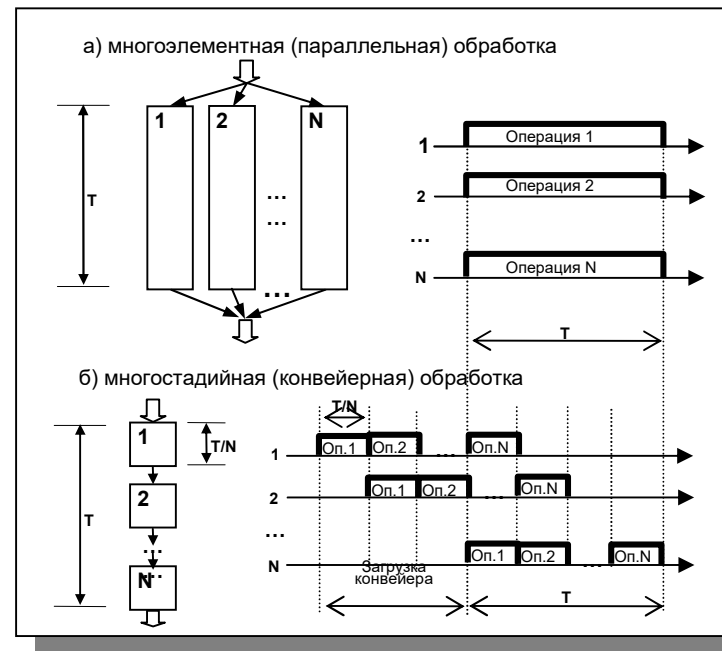 а) многоэлементная (параллельная) обработка
1 2 N
T
...
...
...
1 Операция 1
2 Операция 2
...
N Операция N
T
б) многостадийная (конвейерная) обработка
1
T/N
T
2
...
N
T/N
1 Оп.1 Оп.2 ... Оп.N
2 Оп.1 Оп.2 ... Оп.N
...
N Оп.1 Оп.2 ... Оп.N
Загрузка
конвейера
T